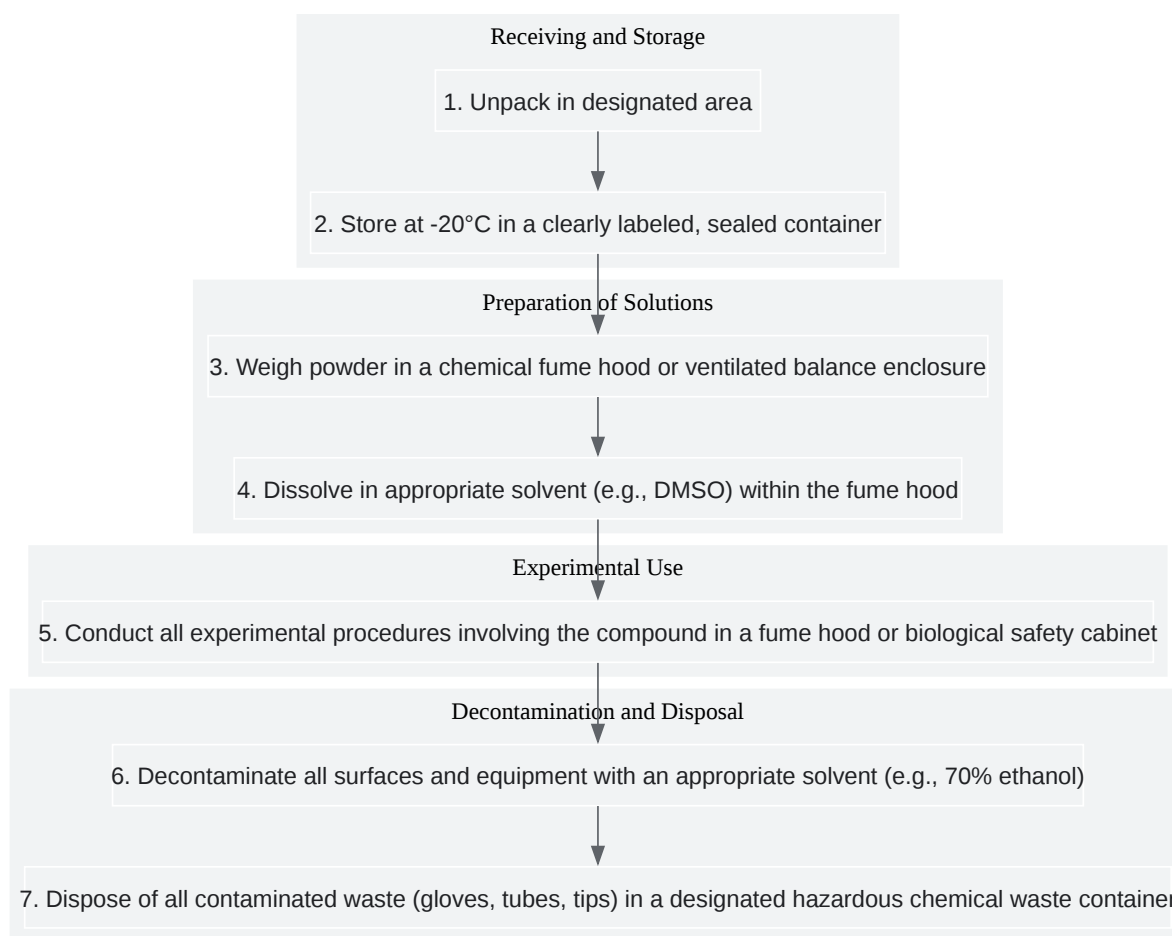 Receiving and Storage
1. Unpack in designated area
2. Store at -20°C in a clearly labeled, sealed container
Preparation of Solutions
3. Weigh powder in a chemical fume hood or ventilated balance enclosure
4. Dissolve in appropriate solvent (e.g., DMSO) within the fume hood
Experimental Use
5. Conduct all experimental procedures involving the compound in a fume hood or biological safety cabinet
Decontamination and Disposal
6. Decontaminate all surfaces and equipment with an appropriate solvent (e.g., 70% ethanol)
7. Dispose of all contaminated waste (gloves, tubes, tips) in a designated hazardous chemical waste container